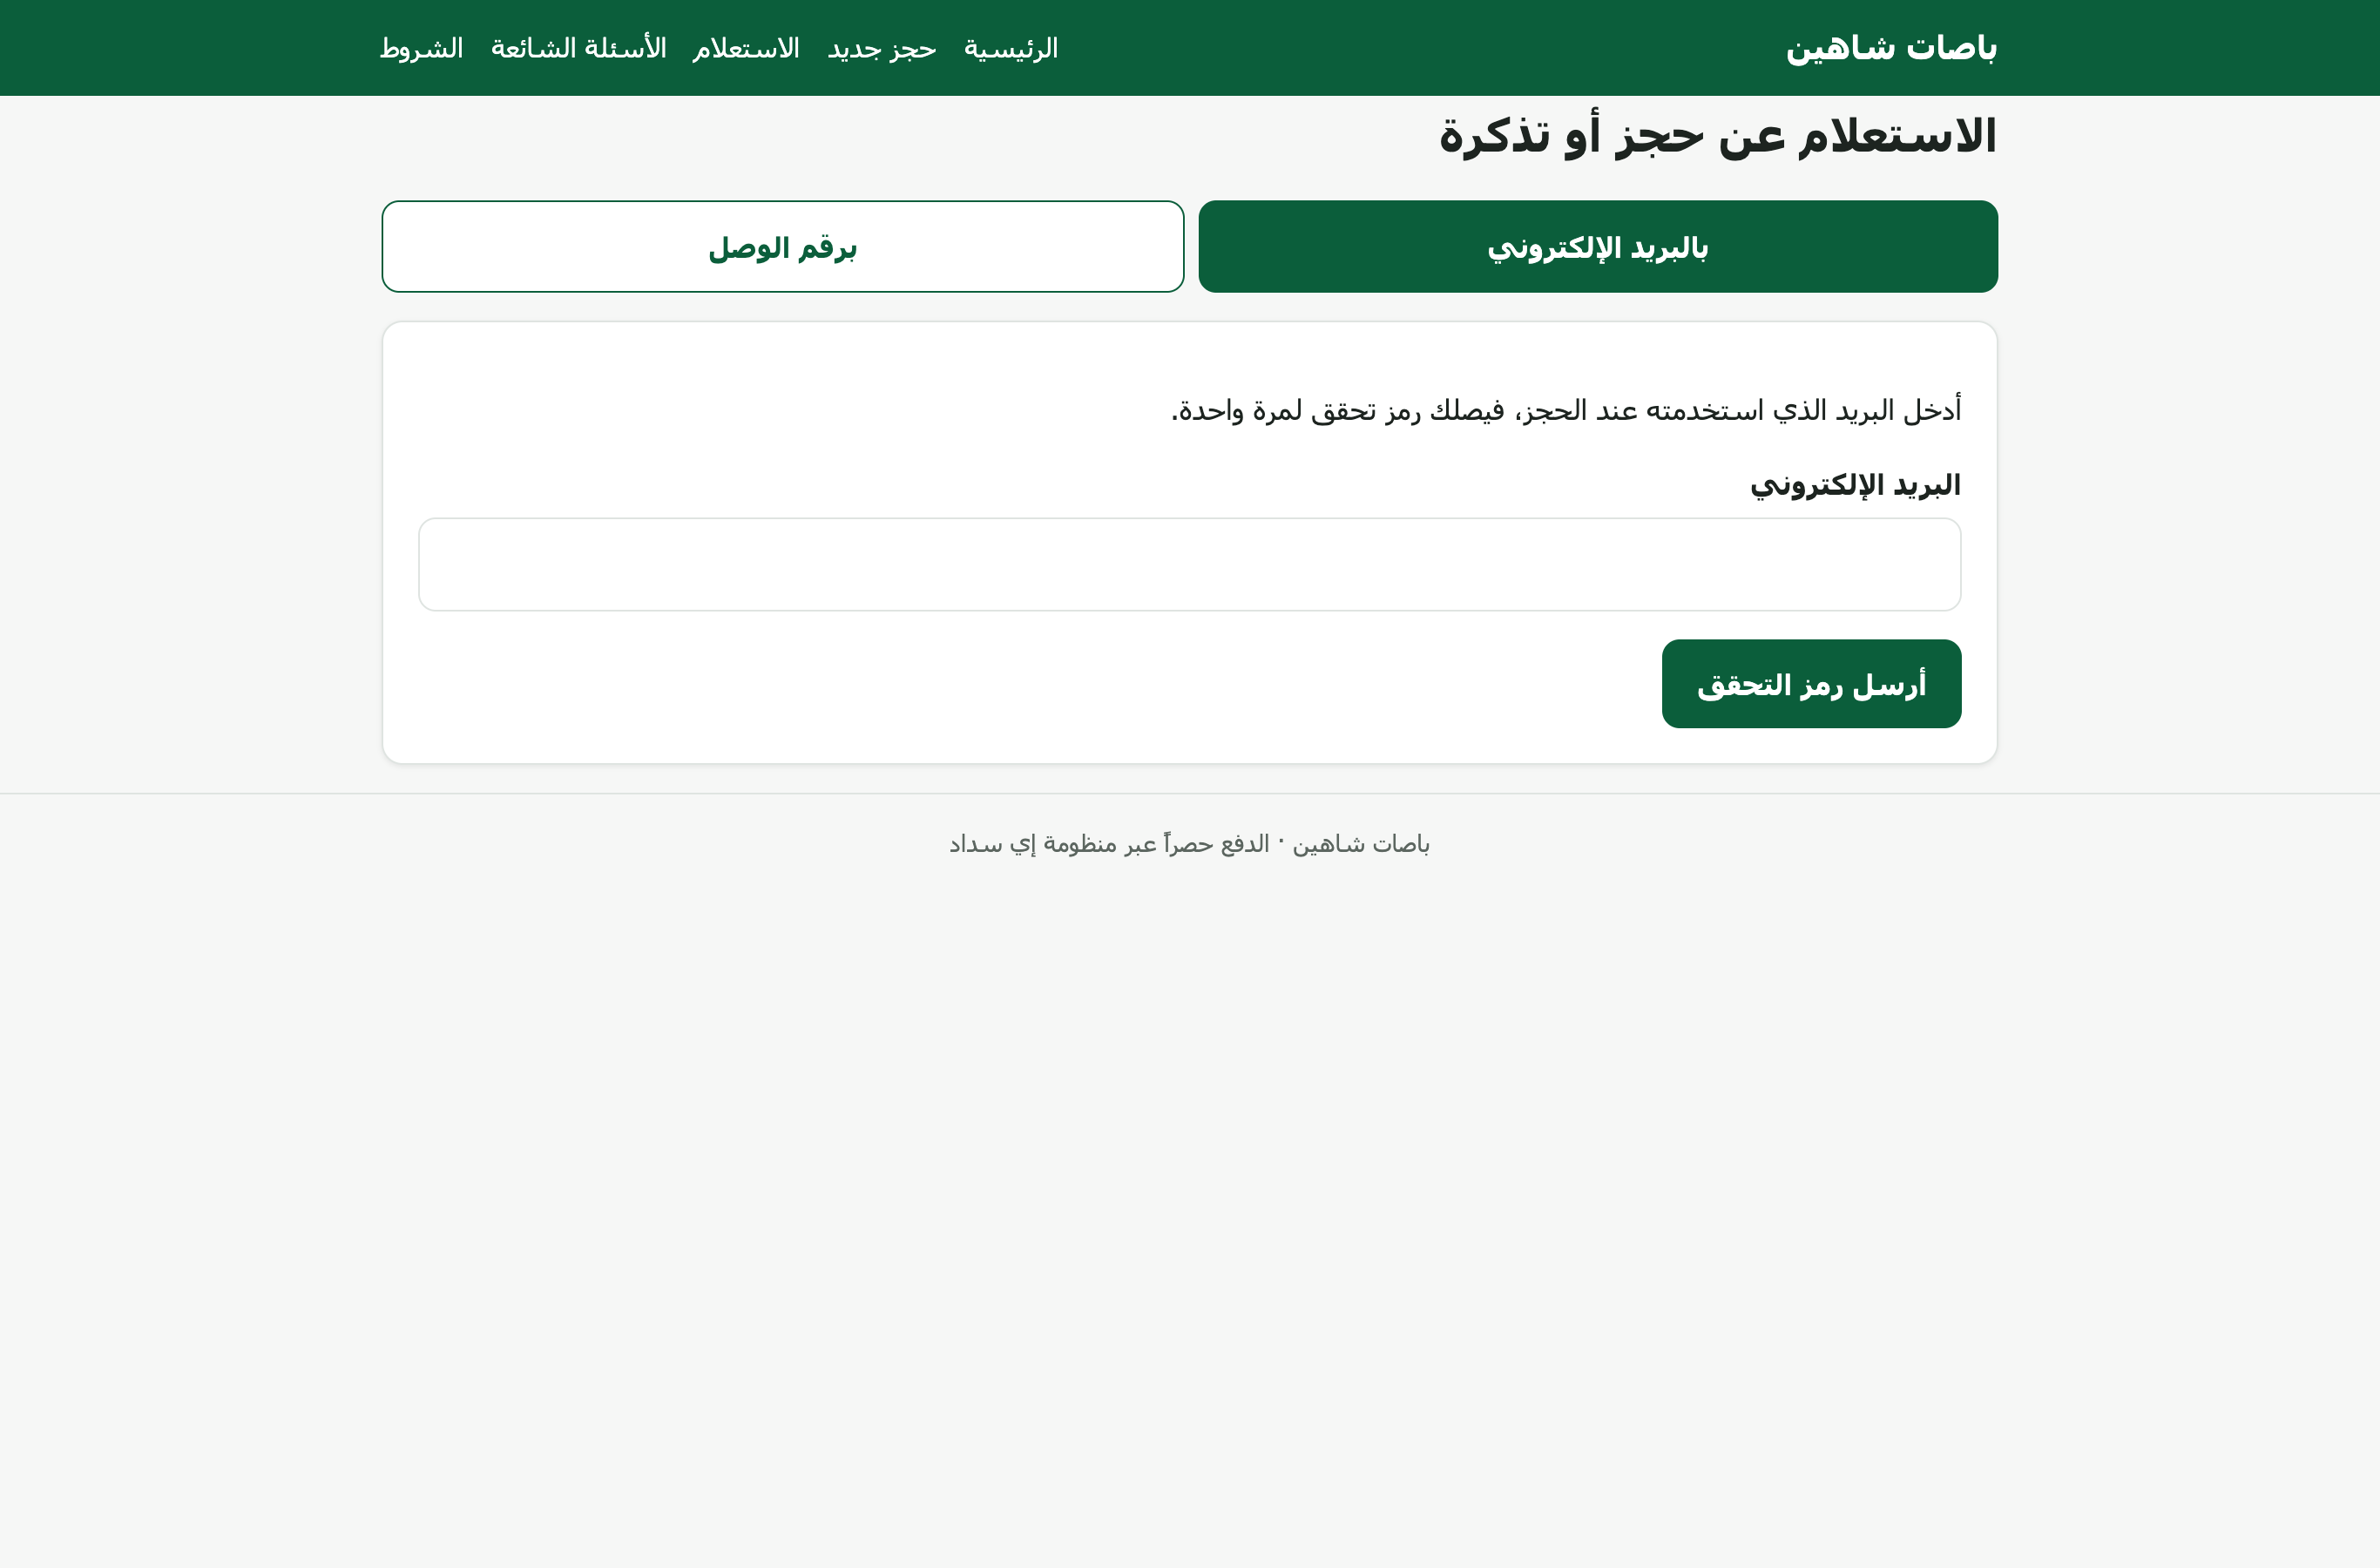 باصات شاهين
الرئيسية حجز جديد الاستعلام الأسئلة الشائعة الشروط
الاستعلام عن حجز أو تذكرة
بالبريد الإلكتروني
برقم الوصل
أدخل البريد الذي استخدمته عند الحجز، فيصلك رمز تحقق لمرة واحدة.
البريد الإلكتروني
أرسل رمز التحقق
باصات شاهين · الدفع حصراً عبر منظومة إي سداد